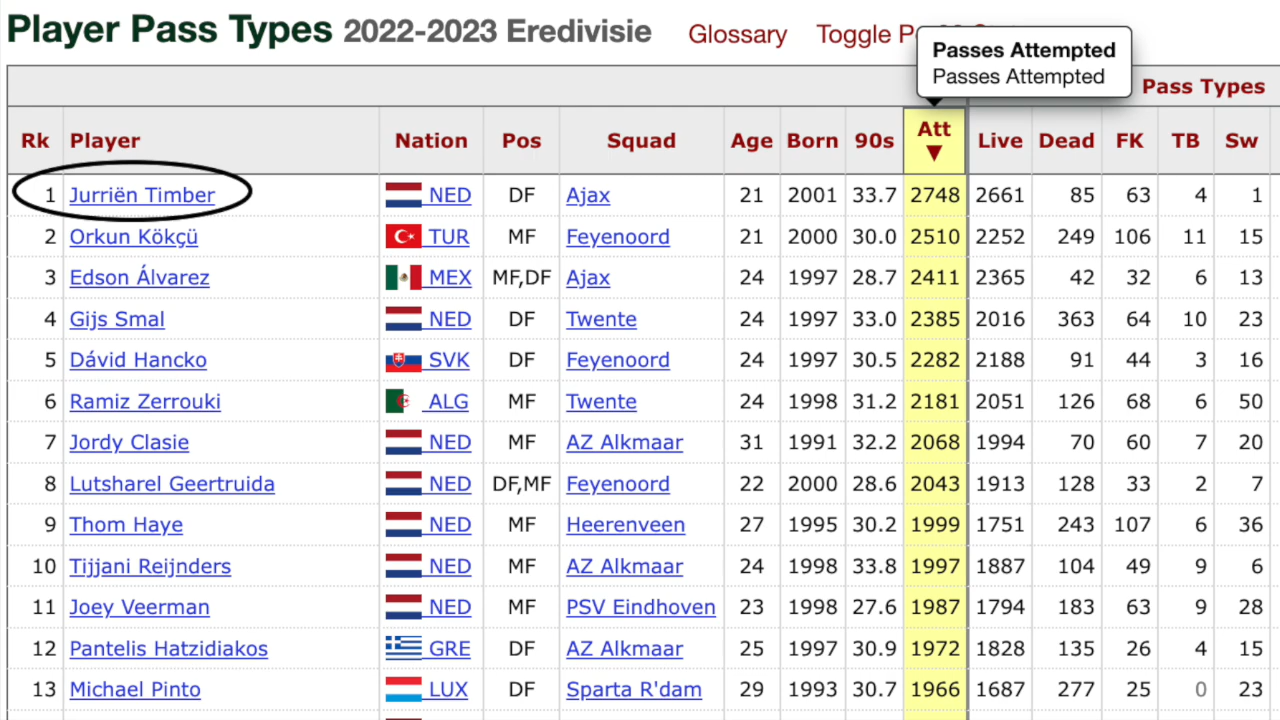 Player Pass Types 2022-2023 Eredivisie Glossary Toggle
Passes Attempted
Passes Attempted
Pass Types
Rk Player Nation Pos Squad Age Born 90s Att ▼ Live Dead FK TB Sw
1 Jurriën Timber NED DF Ajax 21 2001 33.7 2748 2661 85 63 4 1
2 Orkun Kökçü TUR MF Feyenoord 21 2000 30.0 2510 2252 249 106 11 15
3 Edson Álvarez MEX MF,DF Ajax 24 1997 28.7 2411 2365 42 32 6 13
4 Gijs Smal NED DF Twente 24 1997 33.0 2385 2016 363 64 10 23
5 Dávid Hancko SVK DF Feyenoord 24 1997 30.5 2282 2188 91 44 3 16
6 Ramiz Zerrouki ALG MF Twente 24 1998 31.2 2181 2051 126 68 6 50
7 Jordy Clasie NED MF AZ Alkmaar 31 1991 32.2 2068 1994 70 60 7 20
8 Lutsharel Geertruida NED DF,MF Feyenoord 22 2000 28.6 2043 1913 128 33 2 7
9 Thom Haye NED MF Heerenveen 27 1995 30.2 1999 1751 243 107 6 36
10 Tijjani Reijnders NED MF AZ Alkmaar 24 1998 33.8 1997 1887 104 49 9 6
11 Joey Veerman NED MF PSV Eindhoven 23 1998 27.6 1987 1794 183 63 9 28
12 Pantelis Hatzidiakos GRE DF AZ Alkmaar 25 1997 30.9 1972 1828 135 26 4 15
13 Michael Pinto LUX DF Sparta R'dam 29 1993 30.7 1966 1687 277 25 0 23